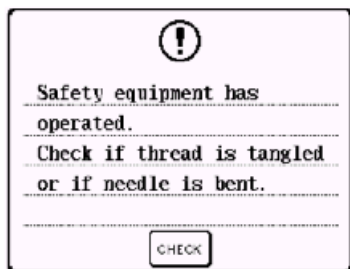 Safety equipment has
operated.
Check if thread is tangled
or if needle is bent.
CHECK